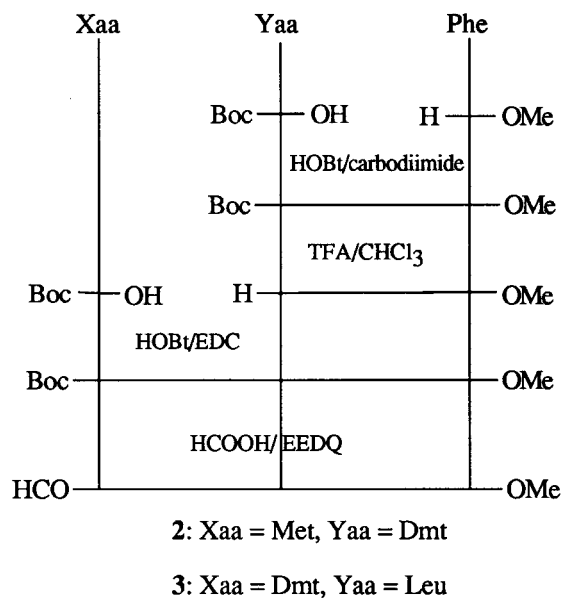 Xaa Yaa Phe
Boc OH H OMe
HOBt/carbodiimide
Boc OMe
TFA/CHCl3
Boc OH H OMe
HOBt/EDC
Boc OMe
HCOOH/EEDQ
HCO OMe
2: Xaa = Met, Yaa = Dmt
3: Xaa = Dmt, Yaa = Leu